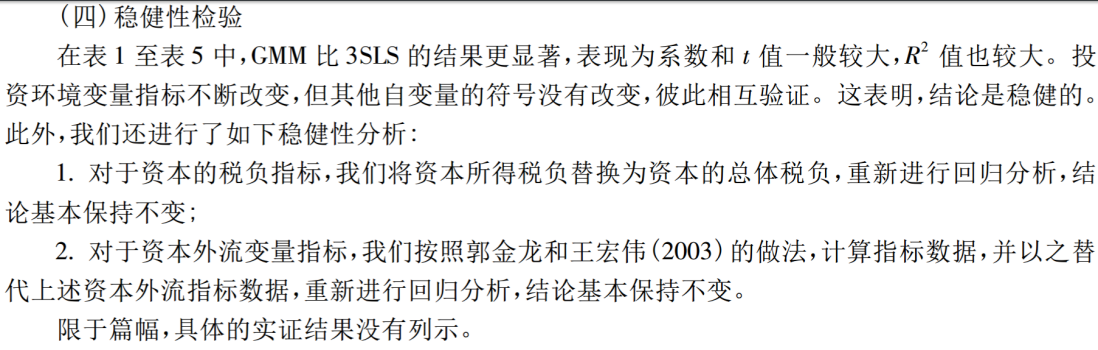 (四)稳健性检验
在表1至表5中,GMM比3SLS的结果更显著,表现为系数和t值一般较大,R²值也较大。投
资环境变量指标不断改变,但其他自变量的符号没有改变,彼此相互验证。这表明,结论是稳健的。
此外,我们还进行了如下稳健性分析:
1. 对于资本的税负指标,我们将资本所得税负替换为资本的总体税负,重新进行回归分析,结
论基本保持不变;
2. 对于资本外流变量指标,我们按照郭金龙和王宏伟(2003)的做法,计算指标数据,并以之替
代上述资本外流指标数据,重新进行回归分析,结论基本保持不变。
限于篇幅,具体的实证结果没有列示。